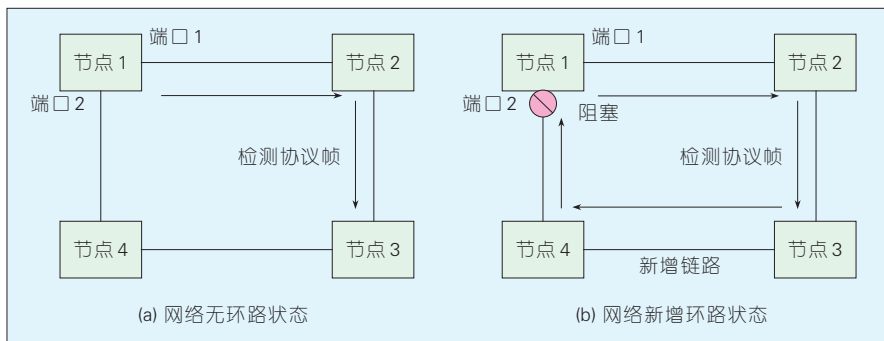 端口1
节点1
节点2
端口2
检测协议帧
节点4
节点3
(a) 网络无环路状态
端口1
节点1
节点2
端口2
阻塞
检测协议帧
节点4
节点3
新增链路
(b) 网络新增环路状态